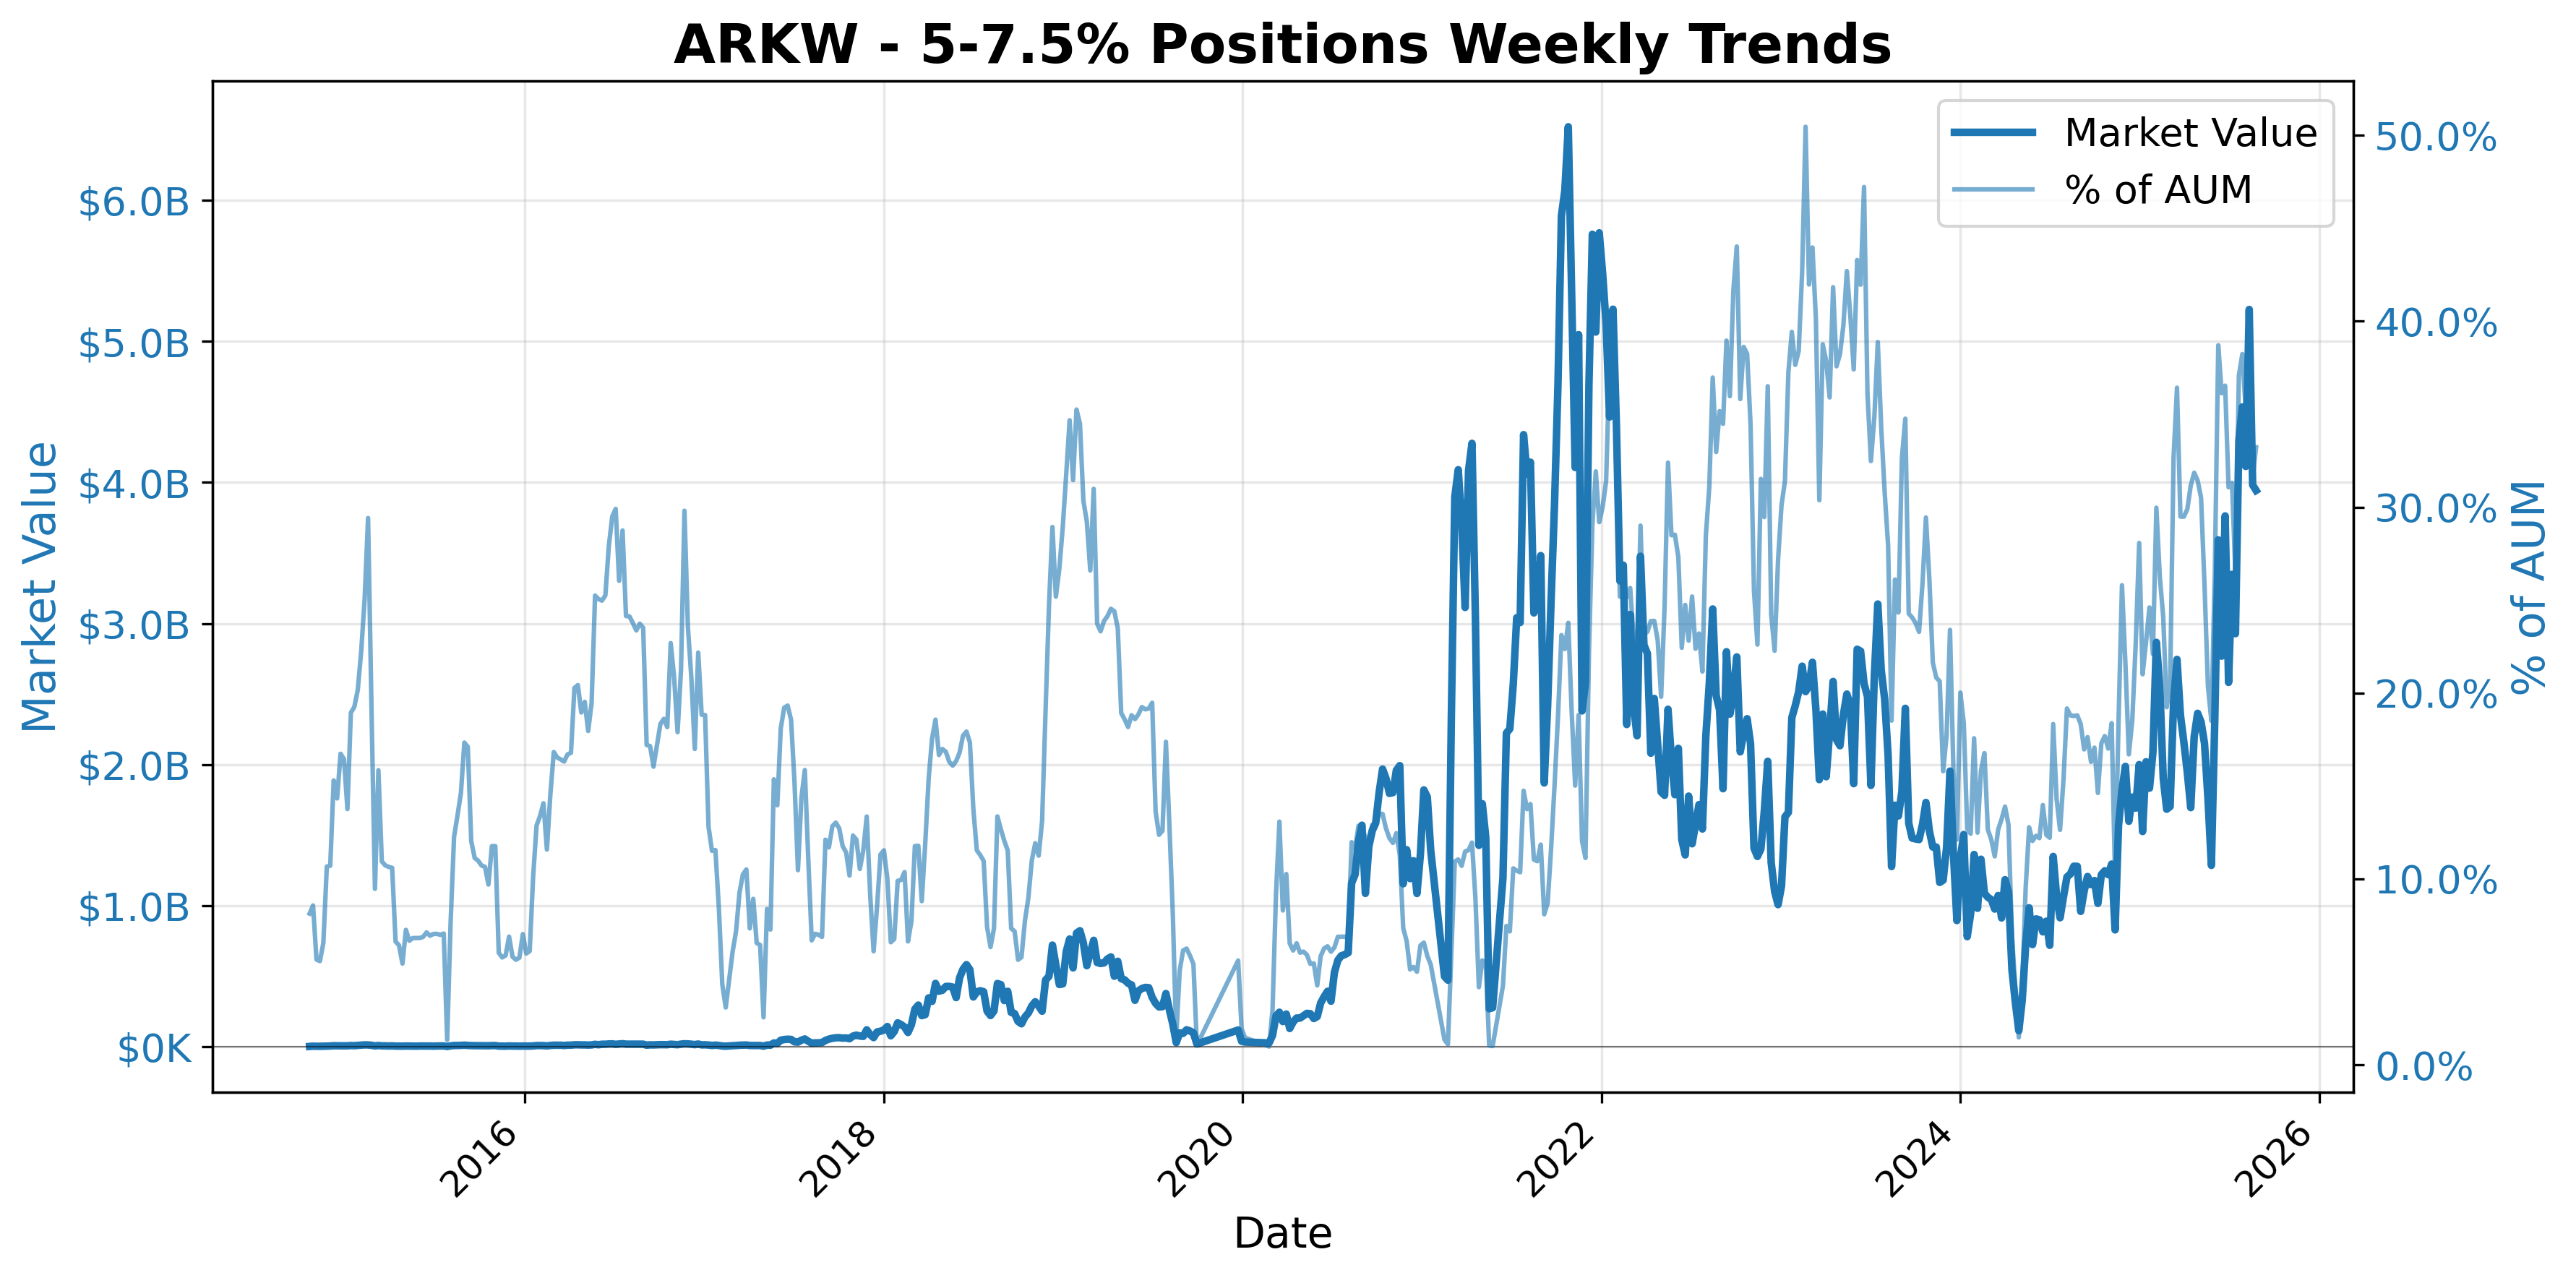 ARKW - 5-7.5% Positions Weekly Trends
Market Value
% of AUM
$6.0B
$5.0B
$4.0B
$3.0B
$2.0B
$1.0B
$0K
Market Value
50.0%
40.0%
30.0%
20.0%
10.0%
0.0%
% of AUM
2016
2018
2020
2022
2024
2026
Date